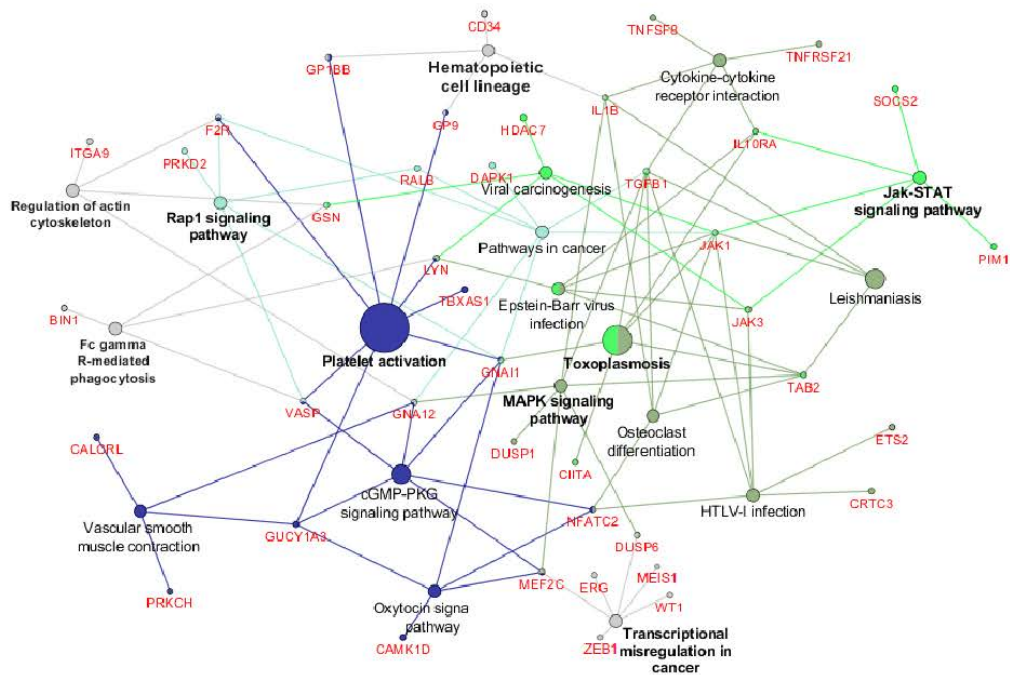 CD34
TNFSF8
TNFRSF21
GP1BB
Hematopoietic
cell lineage
Cytokine-cytokine
receptor interaction
SOCS2
F2R
GP9
HDAC7
IL1B
IL10RA
ITGA9
PRKD2
RALB
DAPK1
Viral carcinogenesis
TGFB1
Jak-STAT
signaling pathway
Regulation of actin
cytoskeleton
Rap1 signaling
pathway
GSN
Pathways in cancer
JAK1
PIM1
LYN
TBXAS1
Epstein-Barr virus
infection
Leishmaniasis
BIN1
JAK3
Fc gamma
R-mediated
phagocytosis
Platelet activation
GNAI1
Toxoplasmosis
TAB2
VASP
GNA12
MAPK signaling
pathway
Osteoclast
differentiation
CALCRL
DUSP1
CIITA
ETS2
cGMP-PKG
signaling pathway
CRTC3
Vascular smooth
muscle contraction
GUCY1A3
NFATC2
HTLV-I infection
DUSP6
PRKCH
MEF2C
ERG
MEIS1
WT1
Oxytocin signa
pathway
CAMK1D
ZEB1
Transcriptional
misregulation in
cancer